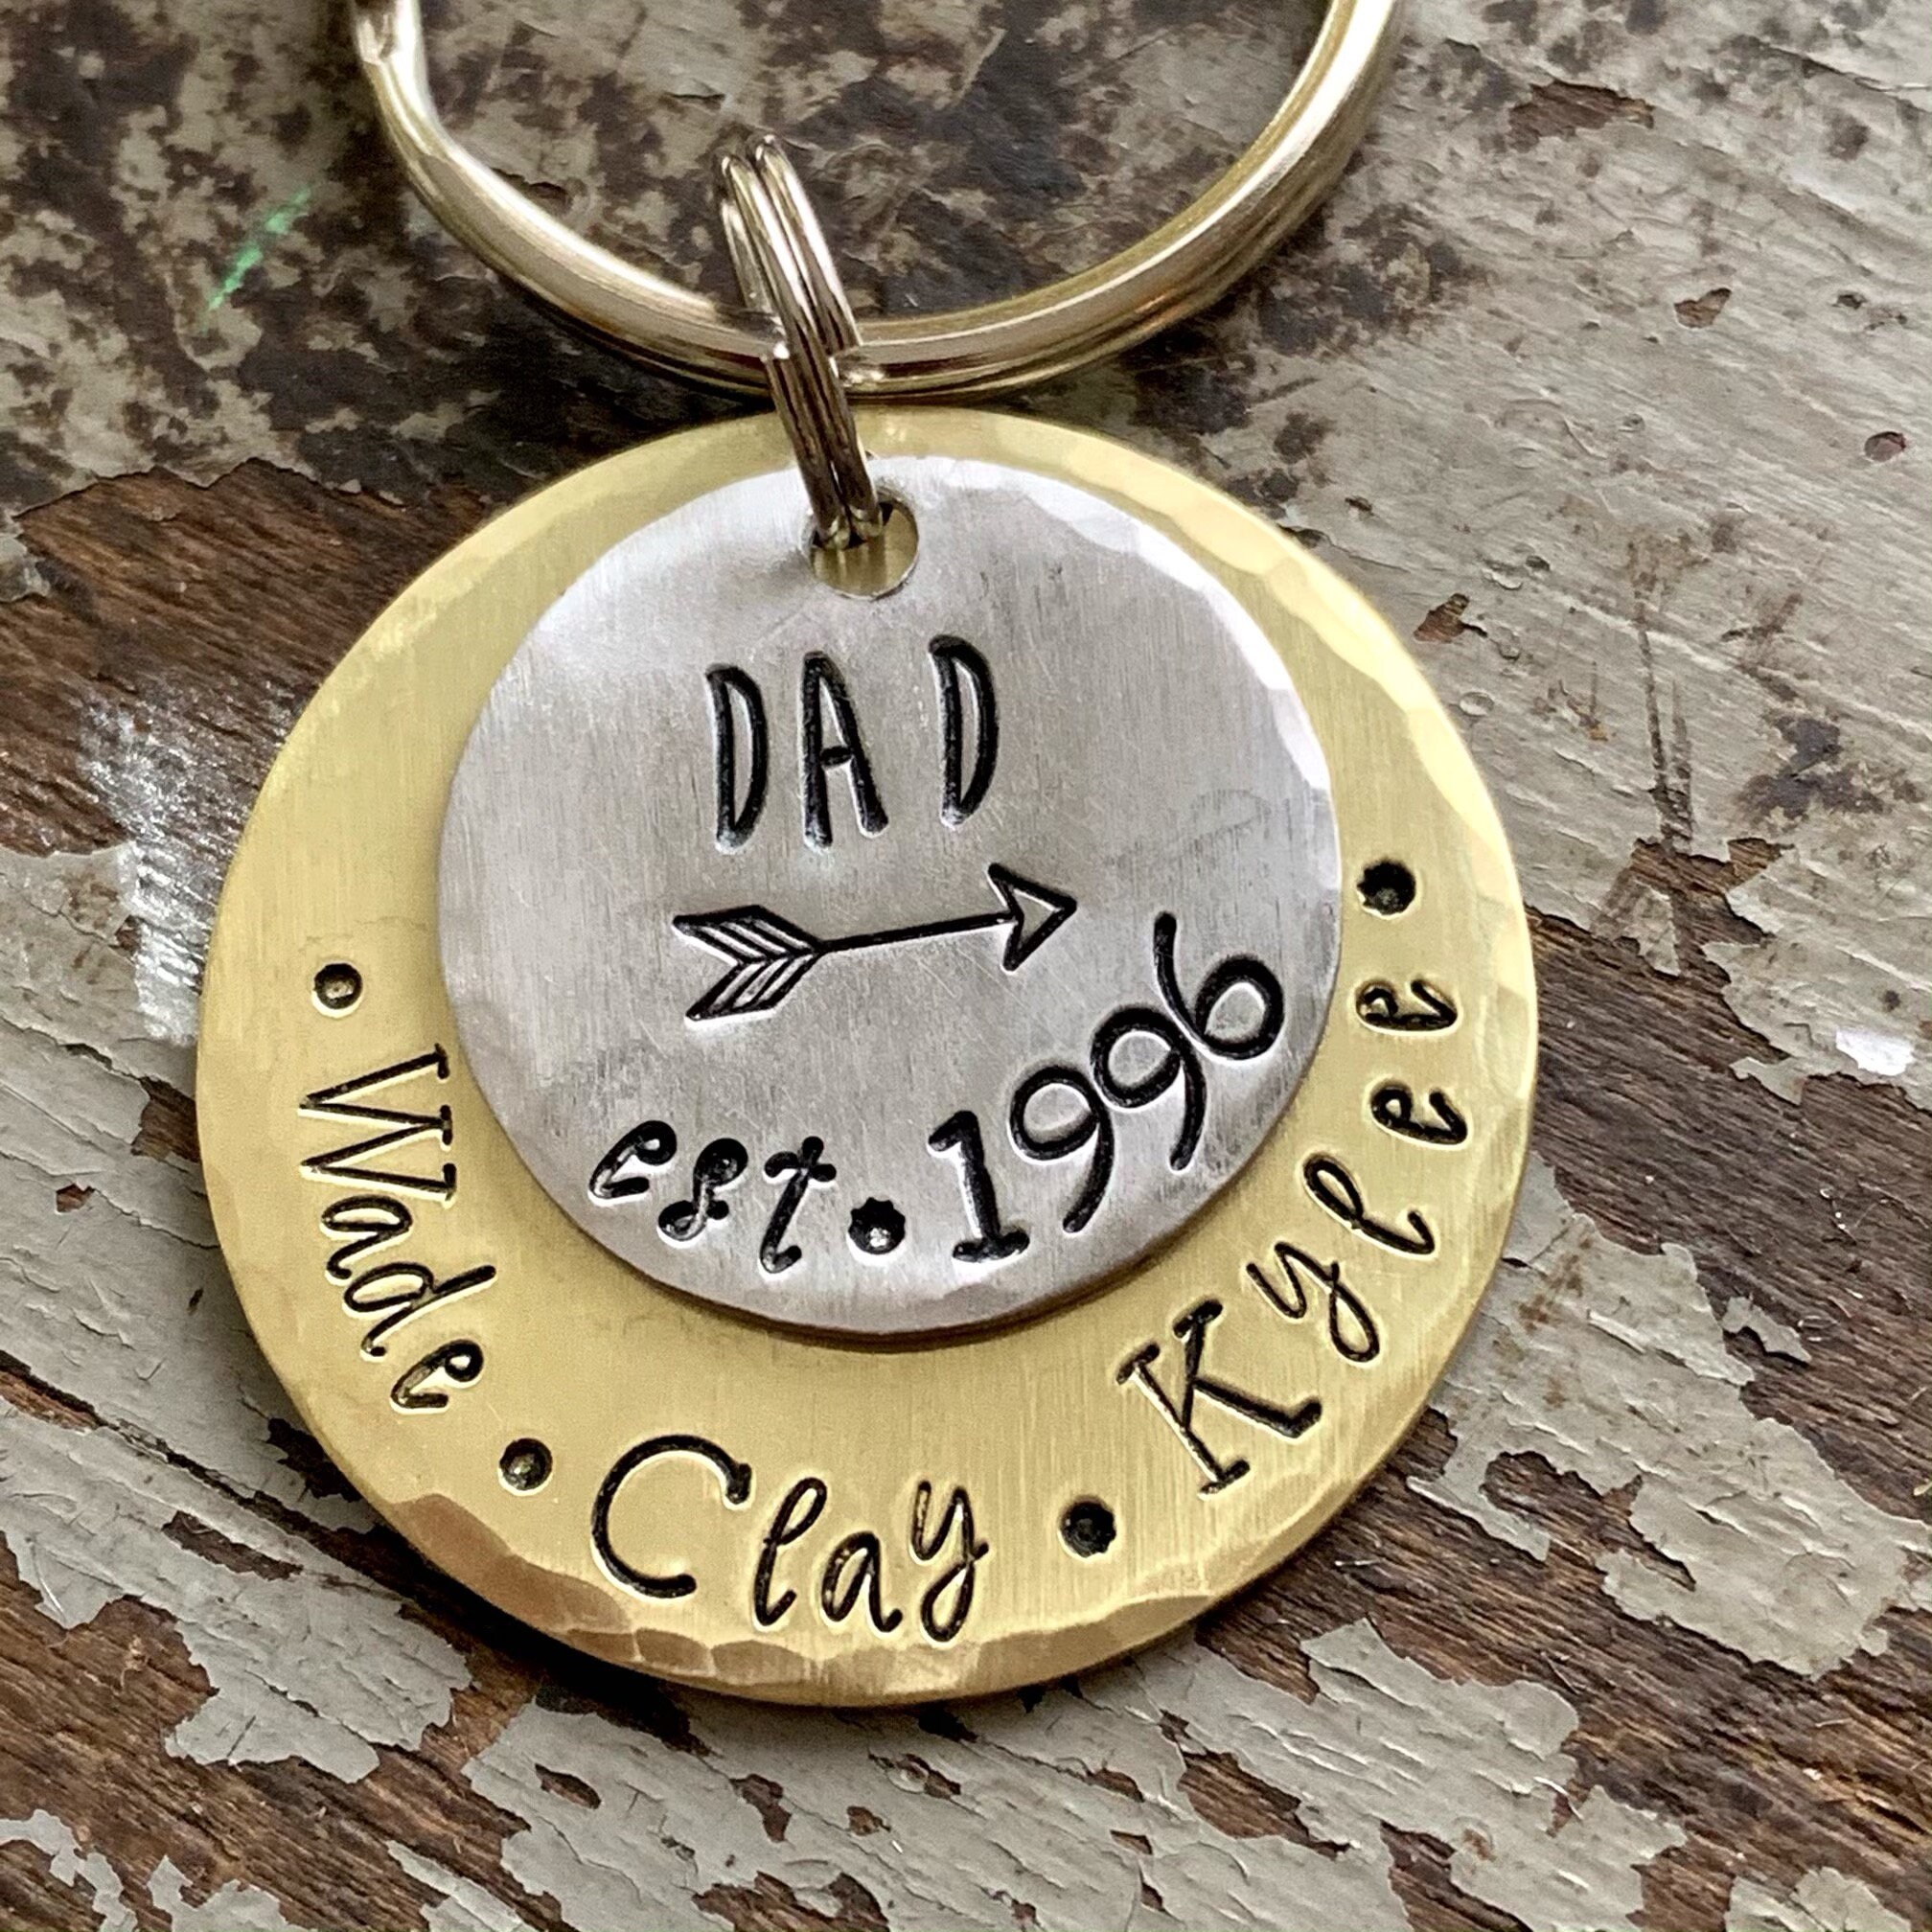 DAD
est. 1996
• Wade • Clay • Kylee •